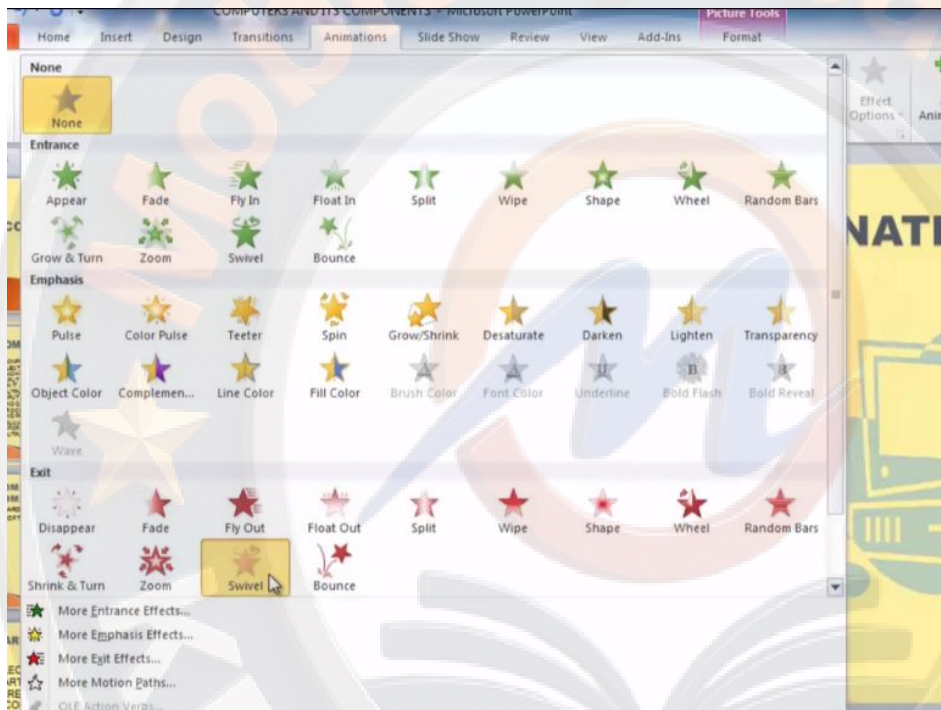 COMPUTERS AND ITS COMPONENTS - Microsoft PowerPoint
Picture Tools
Home Insert Design Transitions Animations Slide Show Review View Add-Ins Format
None
None
Effect
Options
Entrance
Appear Fade Fly In Float In Split Wipe Shape Wheel Random Bars
Grow & Turn Zoom Swivel Bounce
Emphasis
Pulse Color Pulse Teeter Spin Grow/Shrink Desaturate Darken Lighten Transparency
Object Color Complemen... Line Color Fill Color Brush Color Font Color Underline Bold Flash Bold Reveal
Wave
Exit
Disappear Fade Fly Out Float Out Split Wipe Shape Wheel Random Bars
Shrink & Turn Zoom Swivel Bounce
More Entrance Effects...
More Emphasis Effects...
More Exit Effects...
More Motion Paths...
OLE Action Verbs...